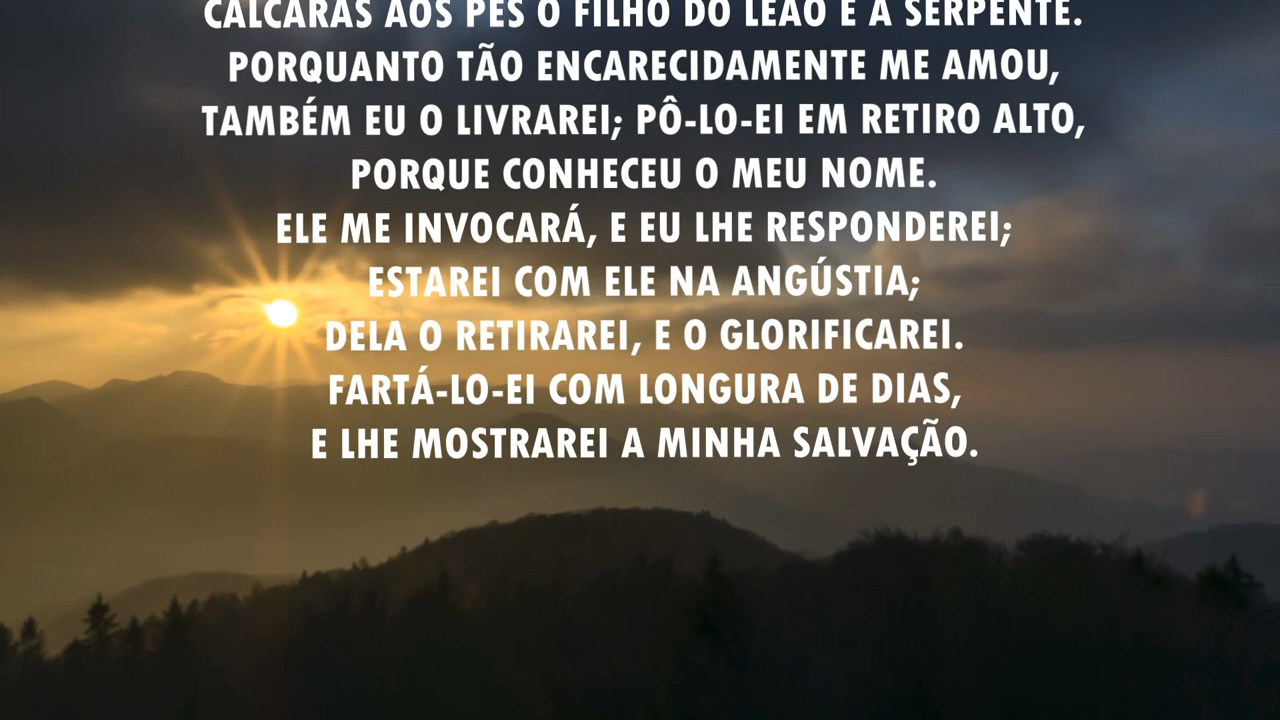 CALCARÁS AOS PÉS O FILHO DO LEÃO E A SERPENTE.
PORQUANTO TÃO ENCARECIDAMENTE ME AMOU,
TAMBÉM EU O LIVRAREI; PÔ-LO-EI EM RETIRO ALTO,
PORQUE CONHECEU O MEU NOME.
ELE ME INVOCARÁ, E EU LHE RESPONDEREI;
ESTAREI COM ELE NA ANGÚSTIA;
DELA O RETIRAREI, E O GLORIFICAREI.
FARTÁ-LO-EI COM LONGURA DE DIAS,
E LHE MOSTRAREI A MINHA SALVAÇÃO.